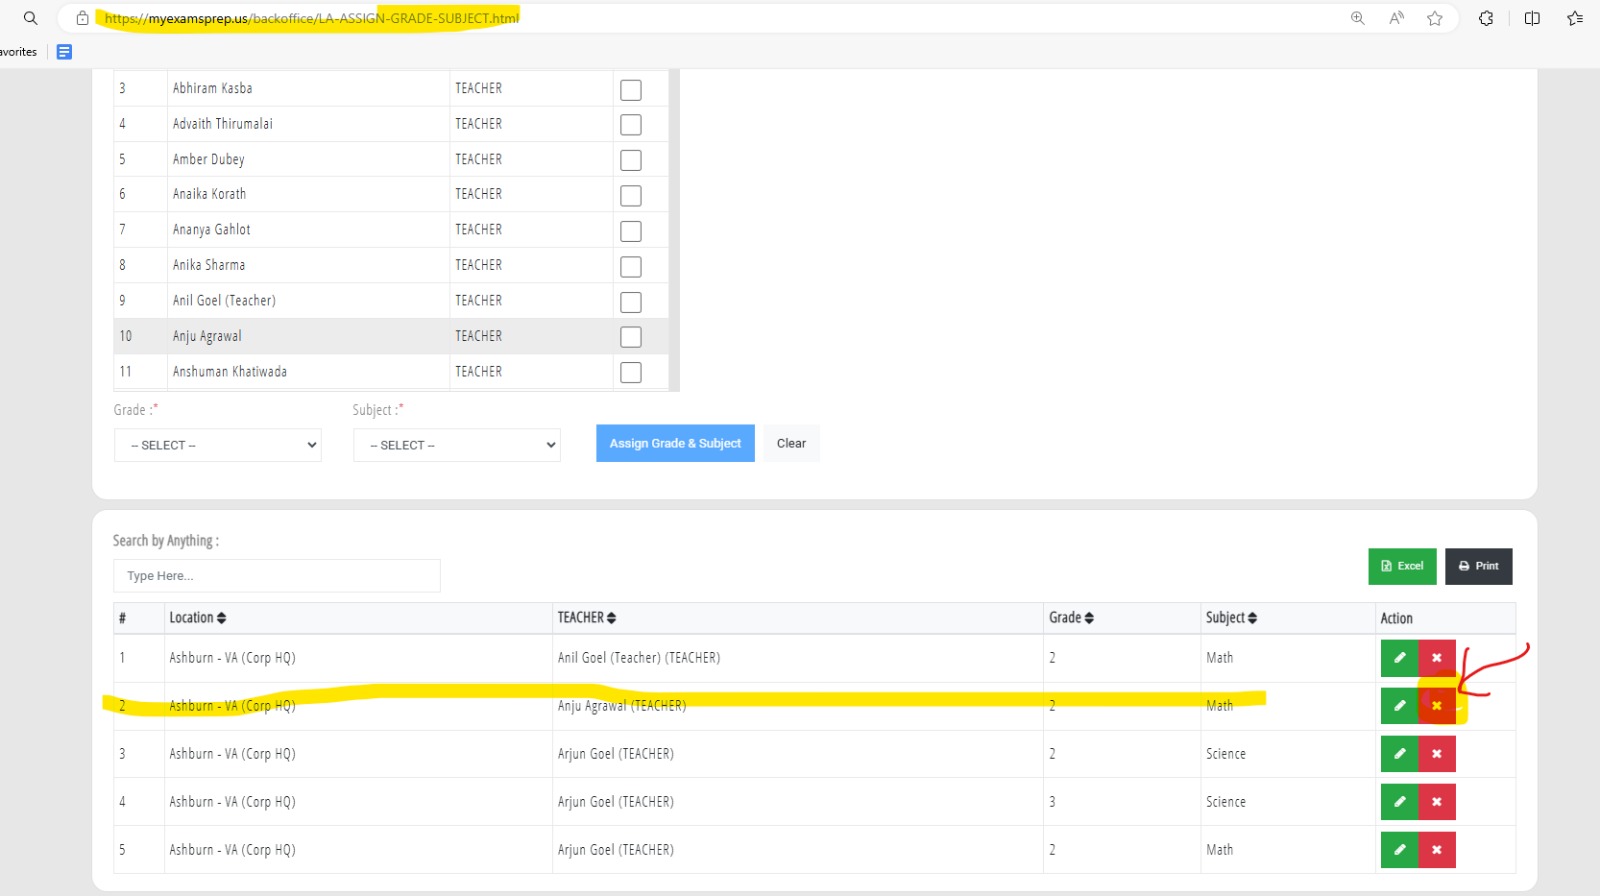 https://myexamsprep.us/backoffice/LA-ASSIGN-GRADE-SUBJECT.html
avorites
3 Abhiram Kasba TEACHER
4 Advaith Thirumalai TEACHER
5 Amber Dubey TEACHER
6 Anaika Korath TEACHER
7 Ananya Gahlot TEACHER
8 Anika Sharma TEACHER
9 Anil Goel (Teacher) TEACHER
10 Anju Agrawal TEACHER
11 Anshuman Khatiwada TEACHER
Grade :* Subject :*
-- SELECT -- -- SELECT -- Assign Grade & Subject Clear
Search by Anything :
Type Here... Excel Print
# Location TEACHER Grade Subject Action
1 Ashburn - VA (Corp HQ) Anil Goel (Teacher) (TEACHER) 2 Math
2 Ashburn - VA (Corp HQ) Anju Agrawal (TEACHER) 2 Math
3 Ashburn - VA (Corp HQ) Arjun Goel (TEACHER) 2 Science
4 Ashburn - VA (Corp HQ) Arjun Goel (TEACHER) 3 Science
5 Ashburn - VA (Corp HQ) Arjun Goel (TEACHER) 2 Math